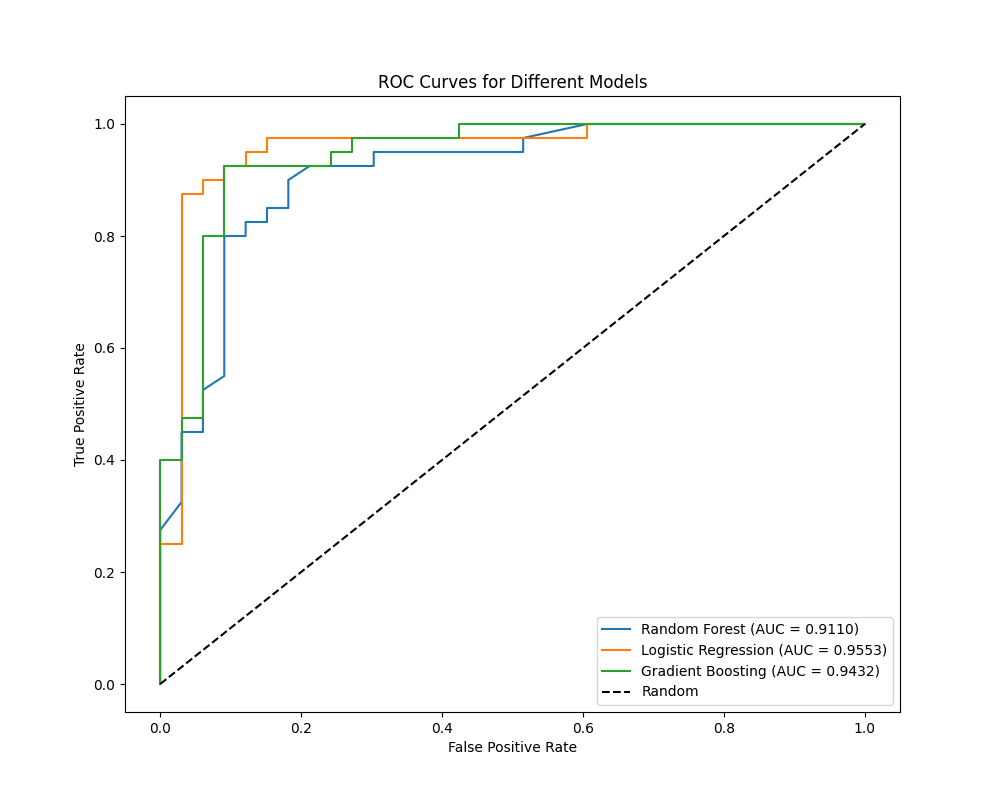 ROC Curves for Different Models
1.0
0.8
0.6
0.4
0.2
0.0
True Positive Rate
0.0 0.2 0.4 0.6 0.8 1.0
False Positive Rate
Random Forest (AUC = 0.9110)
Logistic Regression (AUC = 0.9553)
Gradient Boosting (AUC = 0.9432)
Random